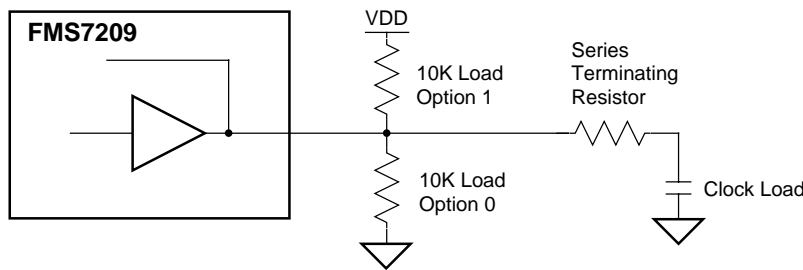 FMS7209
VDD
10K Load
Option 1
Series
Terminating
Resistor
10K Load
Option 0
Clock Load